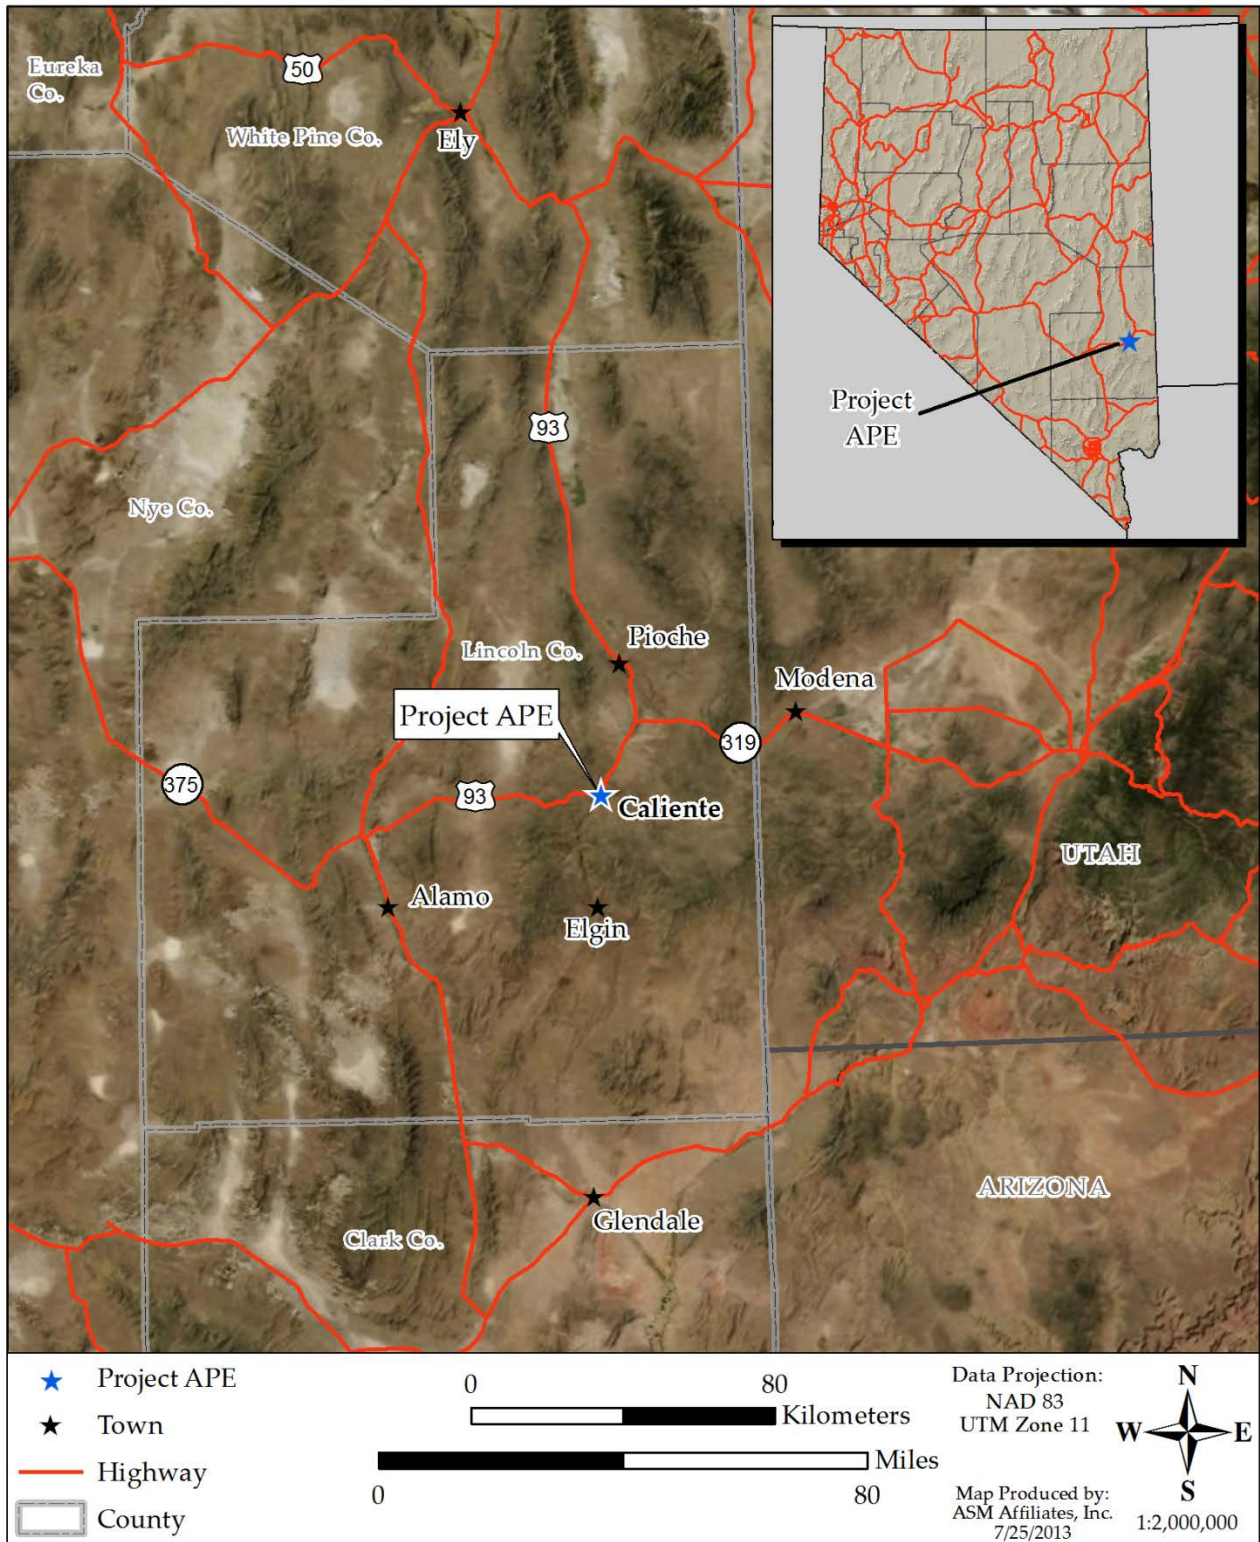 Eureka
Co.
50
White Pine Co.
Ely
Project
APE
93
Nye Co.
Pioche
Lincoln Co.
Modena
Project APE
319
375
93
Caliente
UTAH
Alamo
Elgin
ARIZONA
Glendale
Clark Co.
Project APE
Town
Highway
County
0 80
Kilometers
Miles
0 80
Data Projection:
NAD 83
UTM Zone 11
Map Produced by:
ASM Affiliates, Inc.
7/25/2013
N
W E
S
1:2,000,000